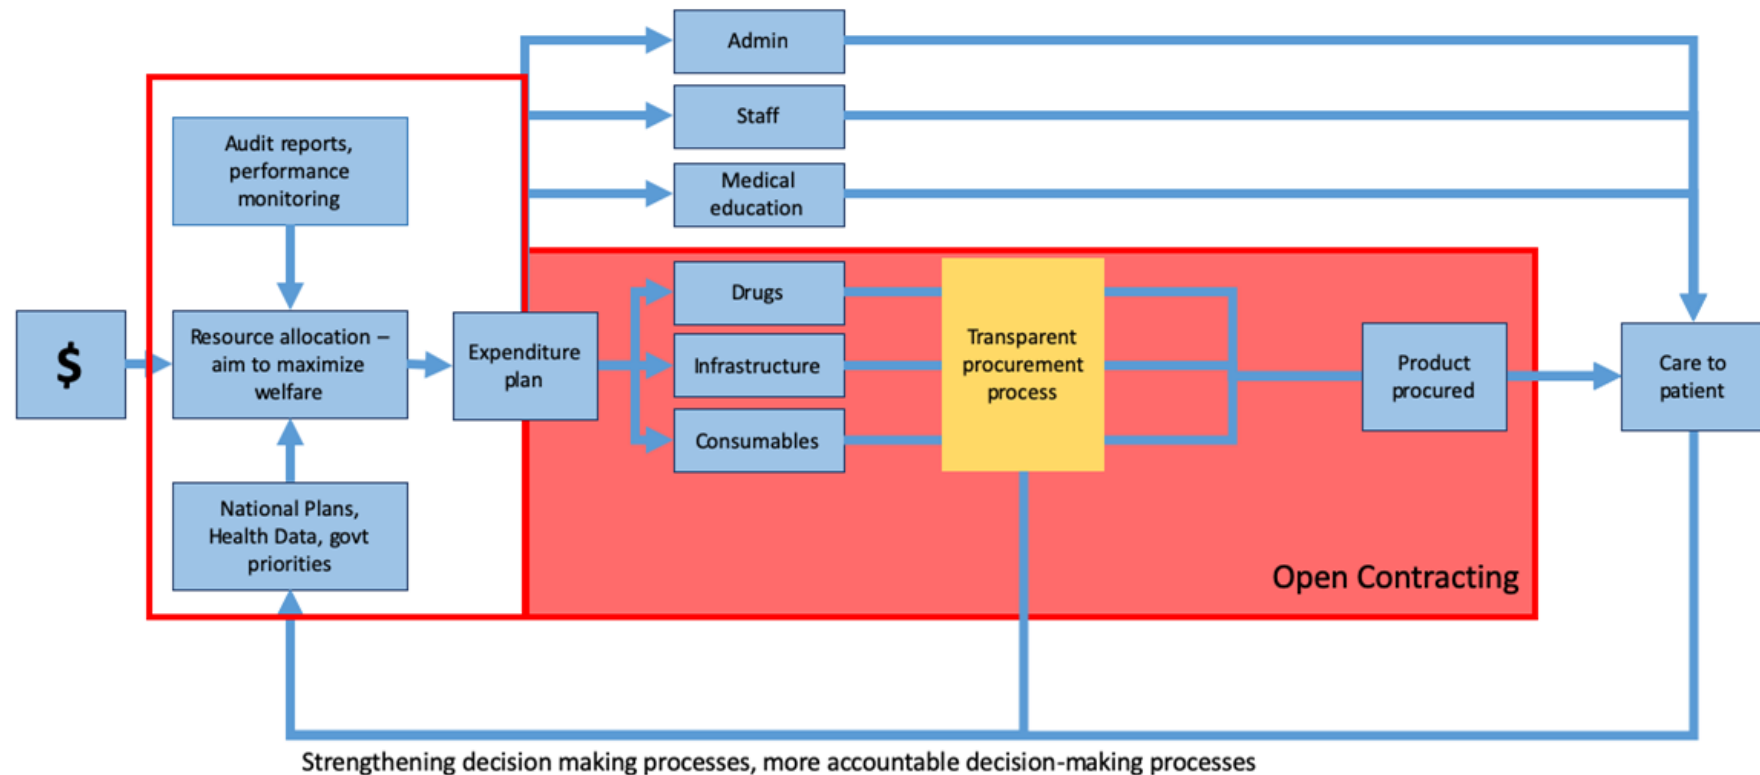 Admin
Staff
Medical
education
Audit reports,
performance
monitoring
$
Resource allocation –
aim to maximize
welfare
Expenditure
plan
National Plans,
Health Data, govt
priorities
Drugs
Infrastructure
Consumables
Transparent
procurement
process
Product
procured
Care to
patient
Open Contracting
Strengthening decision making processes, more accountable decision-making processes